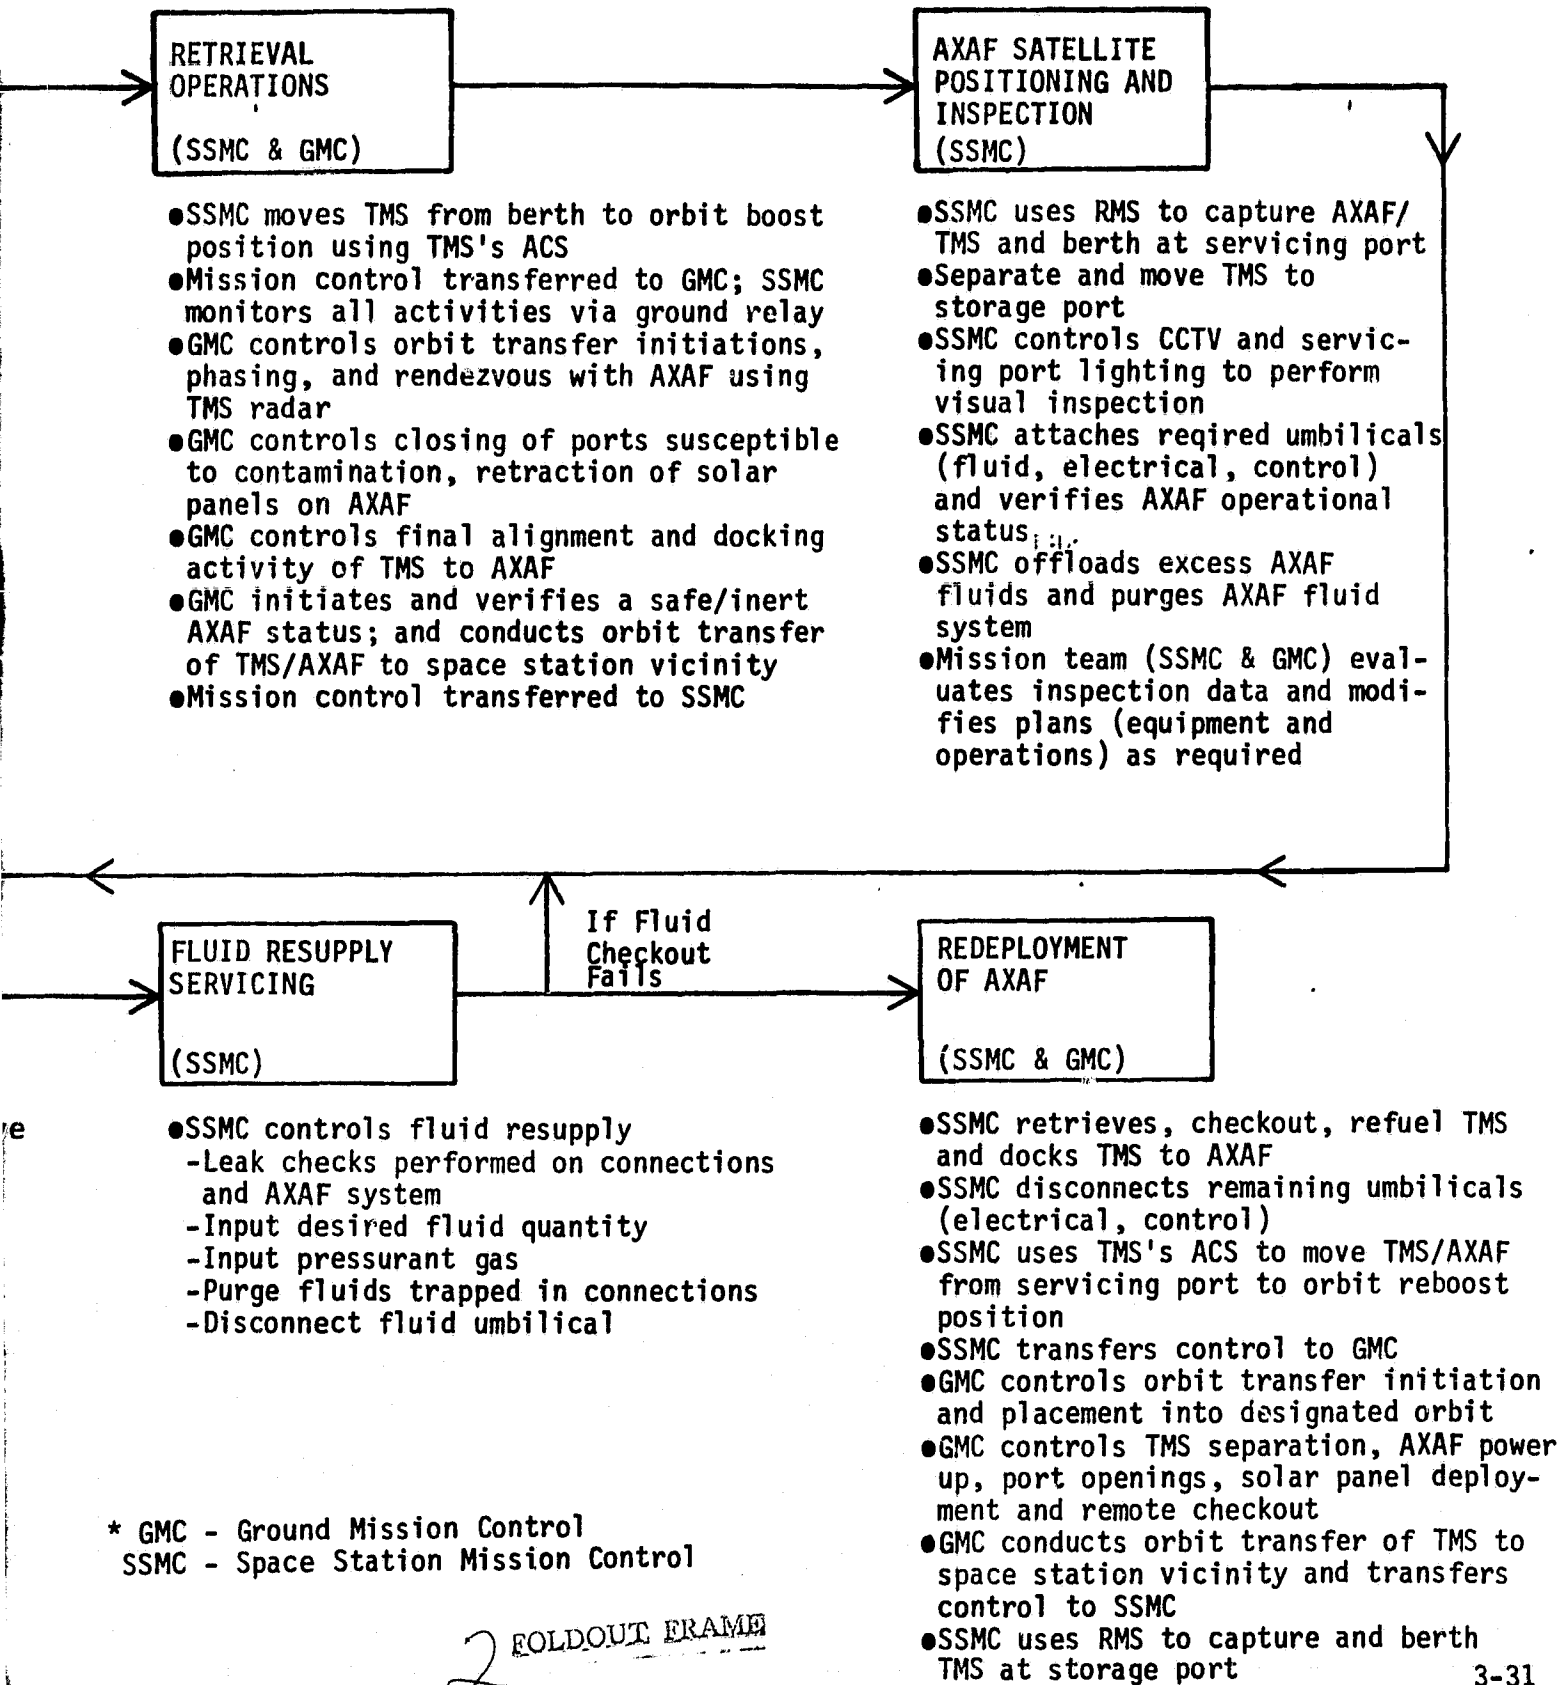 RETRIEVAL
OPERATIONS
(SSMC & GMC)
●SSMC moves TMS from berth to orbit boost
position using TMS's ACS
●Mission control transferred to GMC; SSMC
monitors all activities via ground relay
●GMC controls orbit transfer initiations,
phasing, and rendezvous with AXAF using
TMS radar
●GMC controls closing of ports susceptible
to contamination, retraction of solar
panels on AXAF
●GMC controls final alignment and docking
activity of TMS to AXAF
●GMC initiates and verifies a safe/inert
AXAF status; and conducts orbit transfer
of TMS/AXAF to space station vicinity
●Mission control transferred to SSMC
AXAF SATELLITE
POSITIONING AND
INSPECTION
(SSMC)
●SSMC uses RMS to capture AXAF/
TMS and berth at servicing port
●Separate and move TMS to
storage port
●SSMC controls CCTV and servic-
ing port lighting to perform
visual inspection
●SSMC attaches reqired umbilicals
(fluid, electrical, control)
and verifies AXAF operational
status
●SSMC offloads excess AXAF
fluids and purges AXAF fluid
system
●Mission team (SSMC & GMC) eval-
uates inspection data and modi-
fies plans (equipment and
operations) as required
FLUID RESUPPLY
SERVICING
(SSMC)
If Fluid
Checkout
Fails
●SSMC controls fluid resupply
-Leak checks performed on connections
and AXAF system
-Input desired fluid quantity
-Input pressurant gas
-Purge fluids trapped in connections
-Disconnect fluid umbilical
REDEPLOYMENT
OF AXAF
(SSMC & GMC)
●SSMC retrieves, checkout, refuel TMS
and docks TMS to AXAF
●SSMC disconnects remaining umbilicals
(electrical, control)
●SSMC uses TMS's ACS to move TMS/AXAF
from servicing port to orbit reboost
position
●SSMC transfers control to GMC
●GMC controls orbit transfer initiation
and placement into designated orbit
●GMC controls TMS separation, AXAF power
up, port openings, solar panel deploy-
ment and remote checkout
●GMC conducts orbit transfer of TMS to
space station vicinity and transfers
control to SSMC
●SSMC uses RMS to capture and berth
TMS at storage port
* GMC - Ground Mission Control
SSMC - Space Station Mission Control
2 FOLDOUT FRAME
3-31